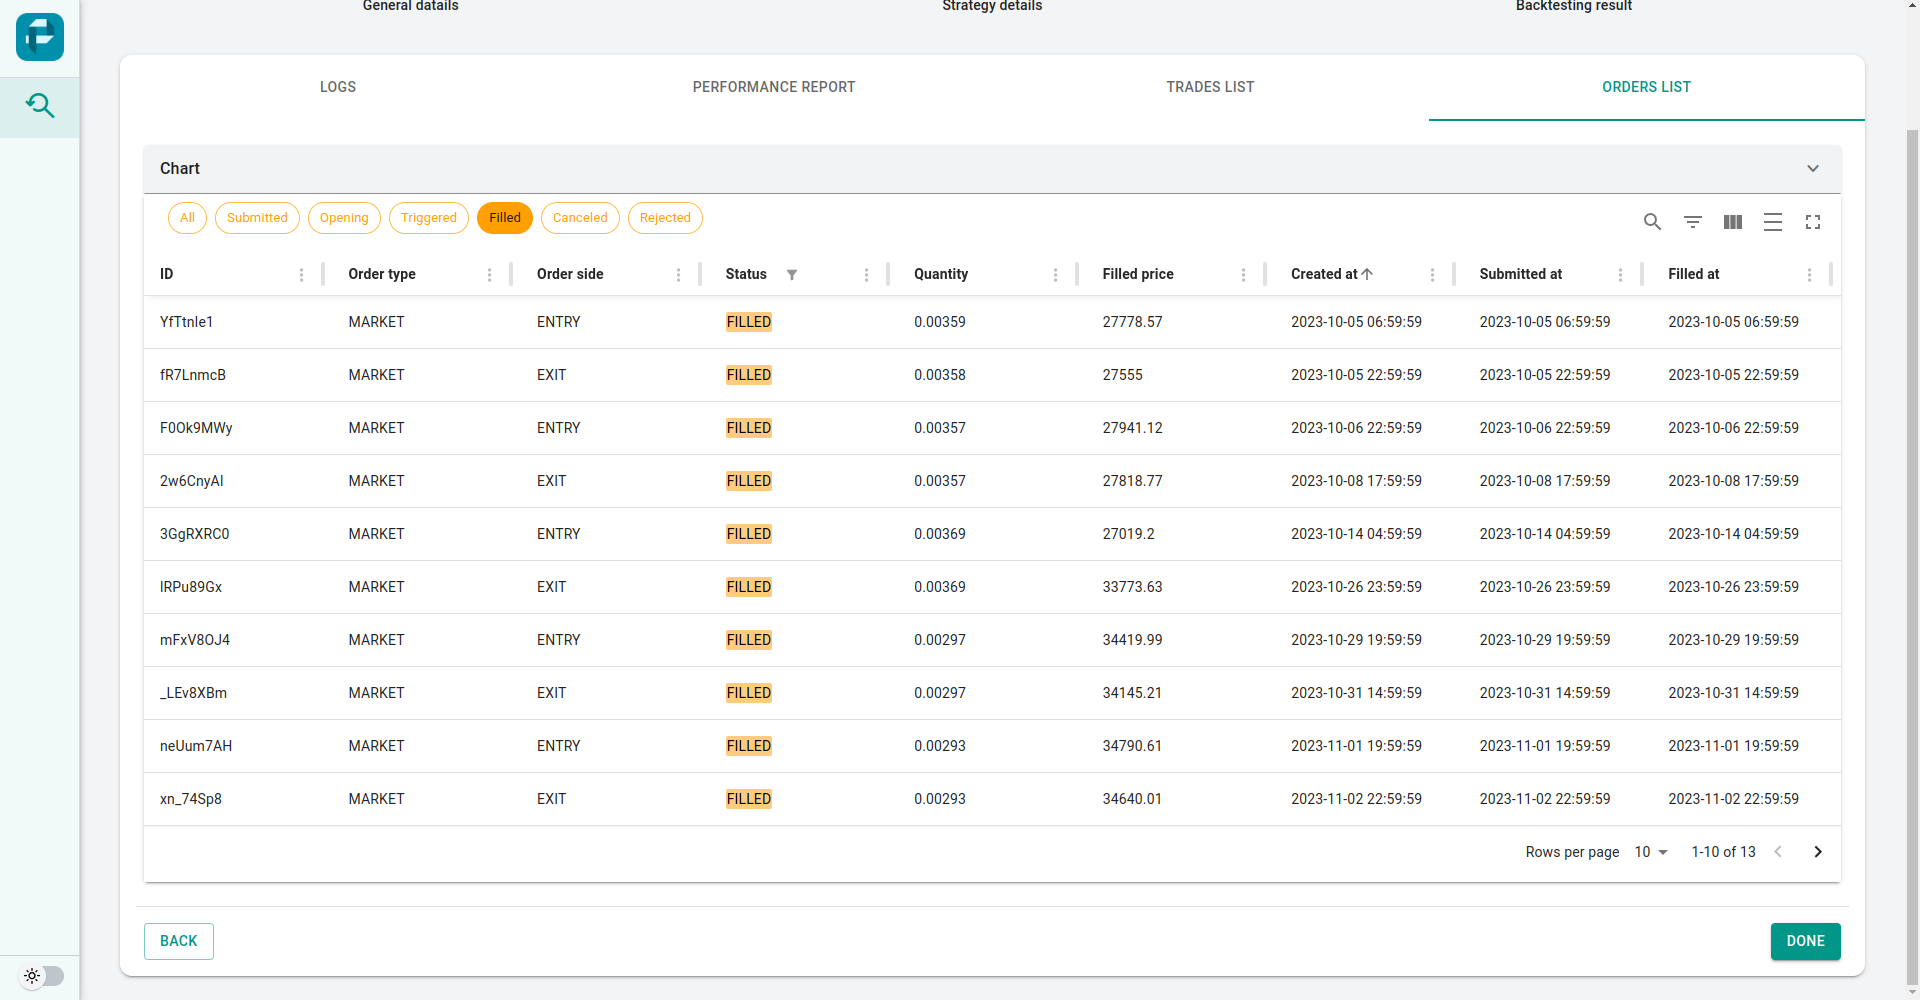 General datails Strategy details Backtesting result
LOGS PERFORMANCE REPORT TRADES LIST ORDERS LIST
Chart
All Submitted Opening Triggered Filled Canceled Rejected
ID Order type Order side Status Quantity Filled price Created at Submitted at Filled at
YfTtnIe1 MARKET ENTRY FILLED 0.00359 27778.57 2023-10-05 06:59:59 2023-10-05 06:59:59 2023-10-05 06:59:59
fR7LnmcB MARKET EXIT FILLED 0.00358 27555 2023-10-05 22:59:59 2023-10-05 22:59:59 2023-10-05 22:59:59
F0Ok9MWy MARKET ENTRY FILLED 0.00357 27941.12 2023-10-06 22:59:59 2023-10-06 22:59:59 2023-10-06 22:59:59
2w6CnyAI MARKET EXIT FILLED 0.00357 27818.77 2023-10-08 17:59:59 2023-10-08 17:59:59 2023-10-08 17:59:59
3GgRXRC0 MARKET ENTRY FILLED 0.00369 27019.2 2023-10-14 04:59:59 2023-10-14 04:59:59 2023-10-14 04:59:59
lRPu89Gx MARKET EXIT FILLED 0.00369 33773.63 2023-10-26 23:59:59 2023-10-26 23:59:59 2023-10-26 23:59:59
mFxV8OJ4 MARKET ENTRY FILLED 0.00297 34419.99 2023-10-29 19:59:59 2023-10-29 19:59:59 2023-10-29 19:59:59
_LEv8XBm MARKET EXIT FILLED 0.00297 34145.21 2023-10-31 14:59:59 2023-10-31 14:59:59 2023-10-31 14:59:59
neUum7AH MARKET ENTRY FILLED 0.00293 34790.61 2023-11-01 19:59:59 2023-11-01 19:59:59 2023-11-01 19:59:59
xn_74Sp8 MARKET EXIT FILLED 0.00293 34640.01 2023-11-02 22:59:59 2023-11-02 22:59:59 2023-11-02 22:59:59
Rows per page 10 1-10 of 13
BACK DONE